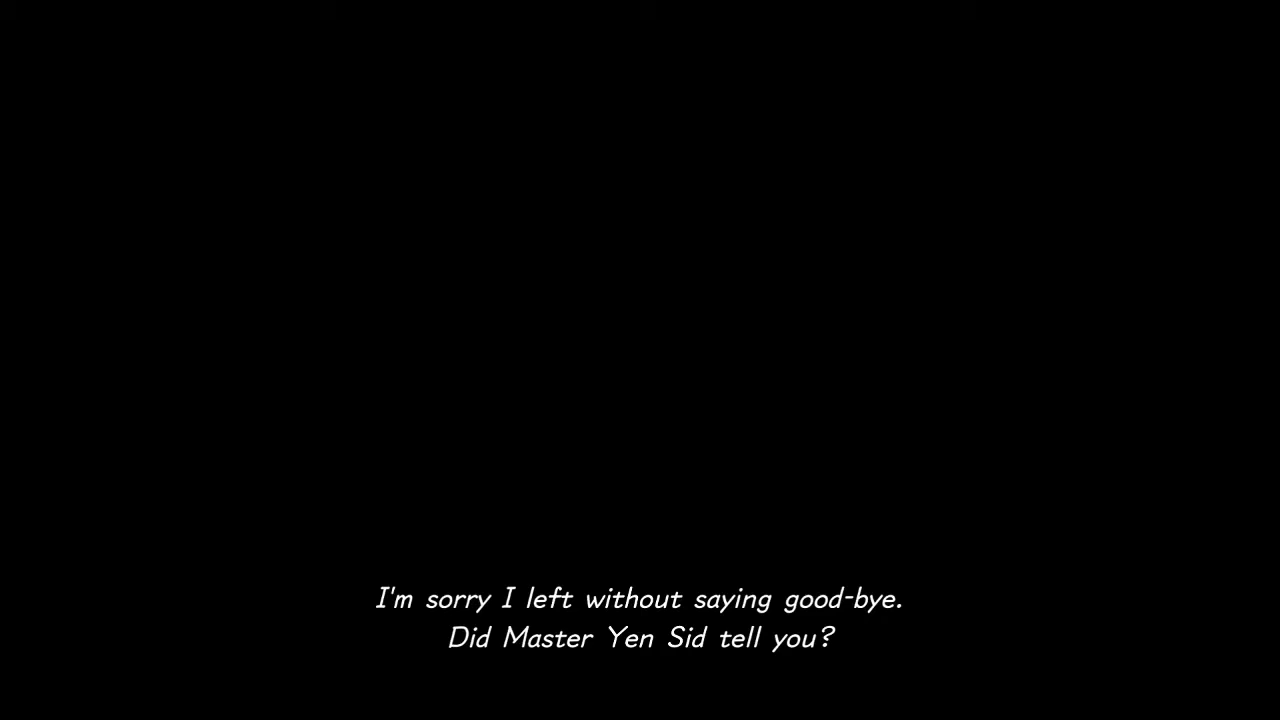 I'm sorry I left without saying good-bye.
Did Master Yen Sid tell you?